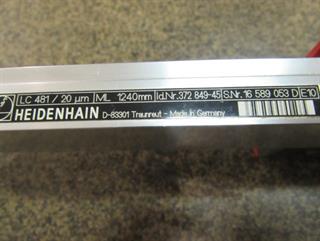 LC 481 / 20 µm ML 1240mm Id.Nr.372 849-45 S.Nr. 16 589 053 D E10
HEIDENHAIN D-83301 Traunreut - Made in Germany